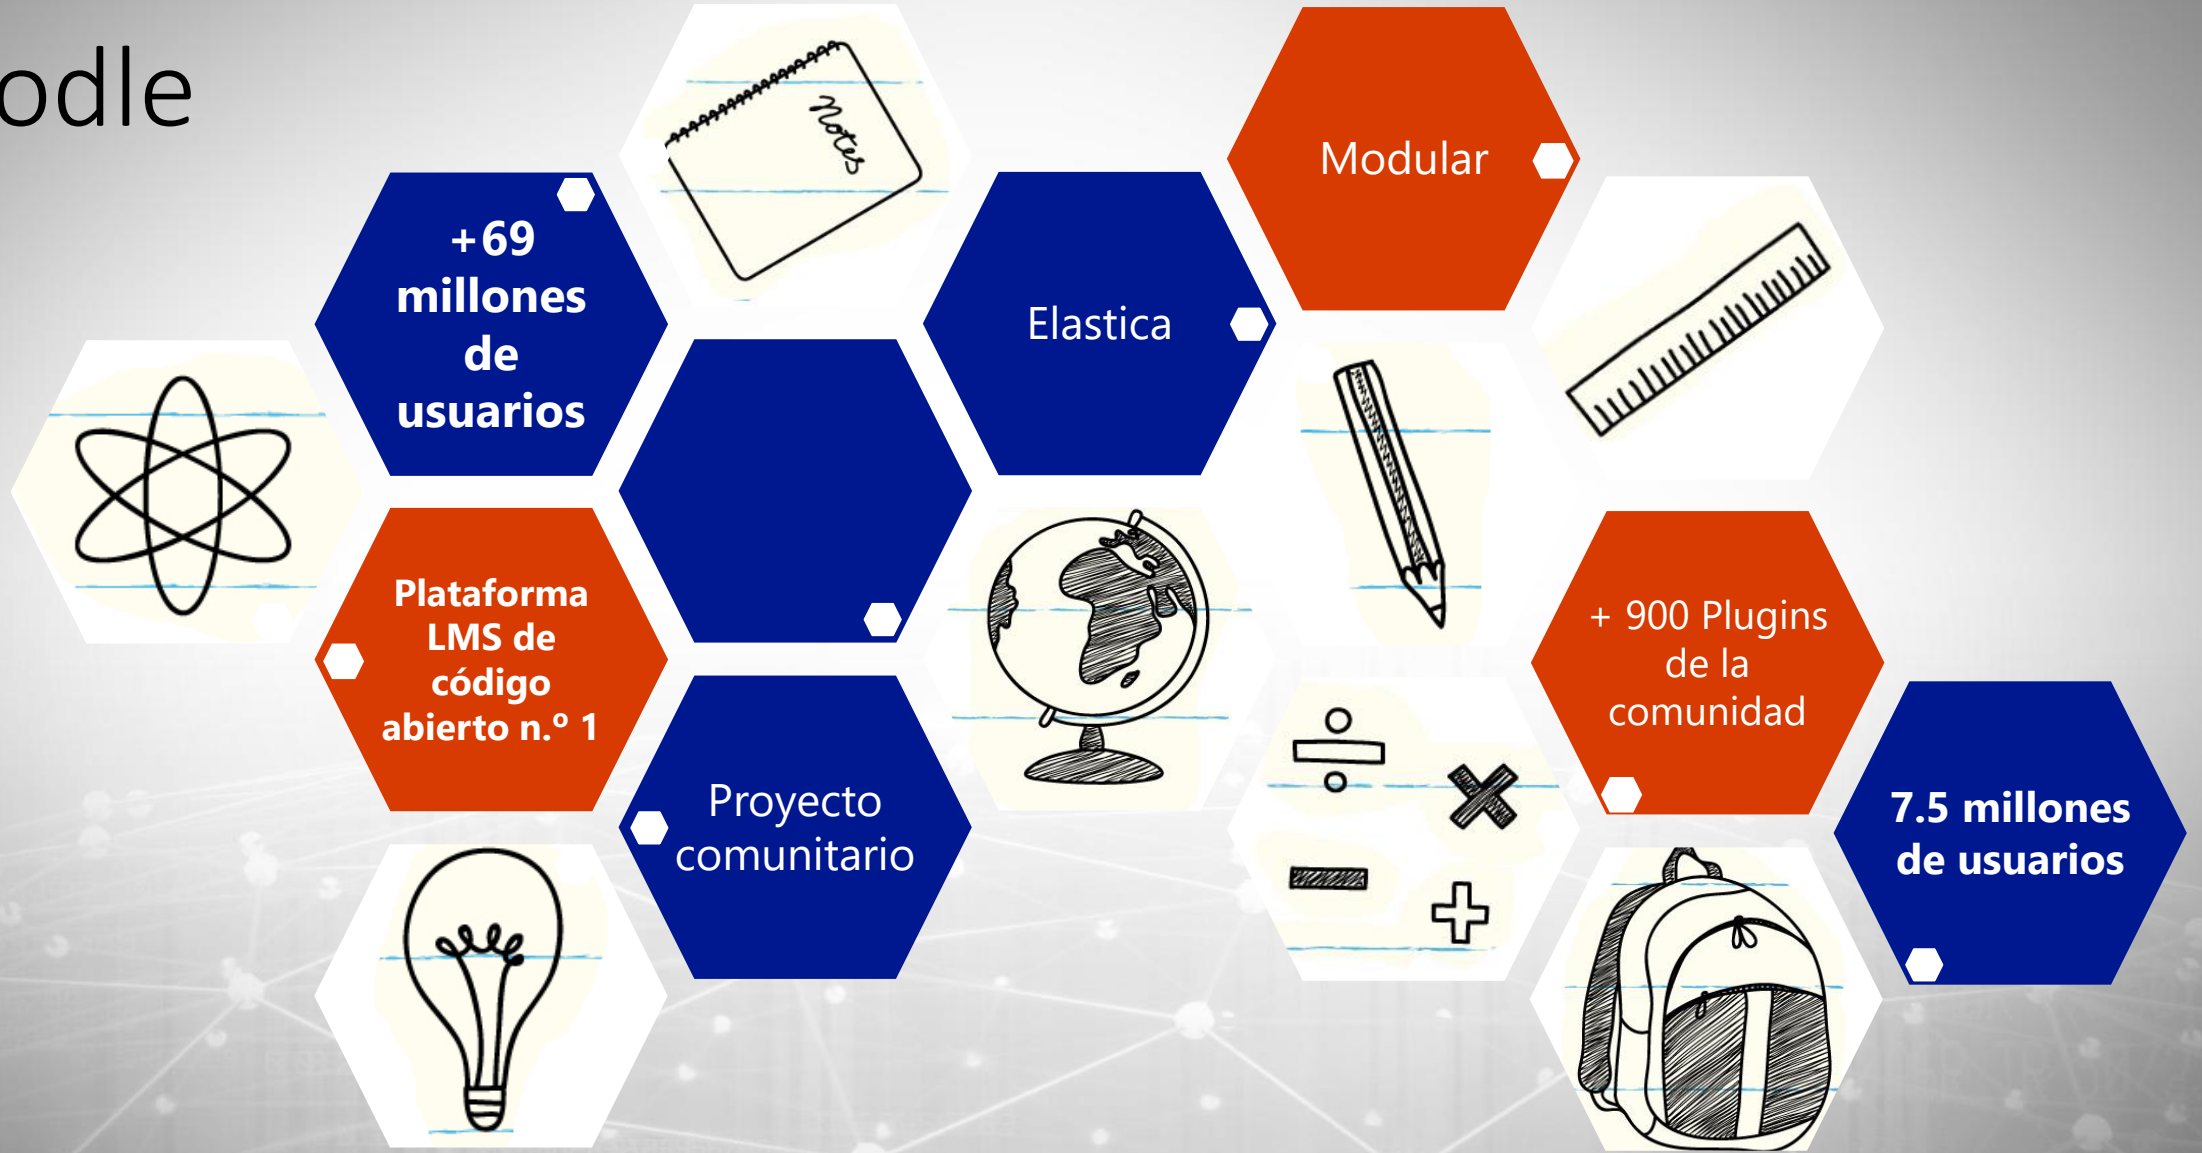 odle
Notes
Modular
+69
millones
de
usuarios
Elastica
Plataforma
LMS de
código
abierto n.º 1
+ 900 Plugins
de la
comunidad
Proyecto
comunitario
7.5 millones
de usuarios